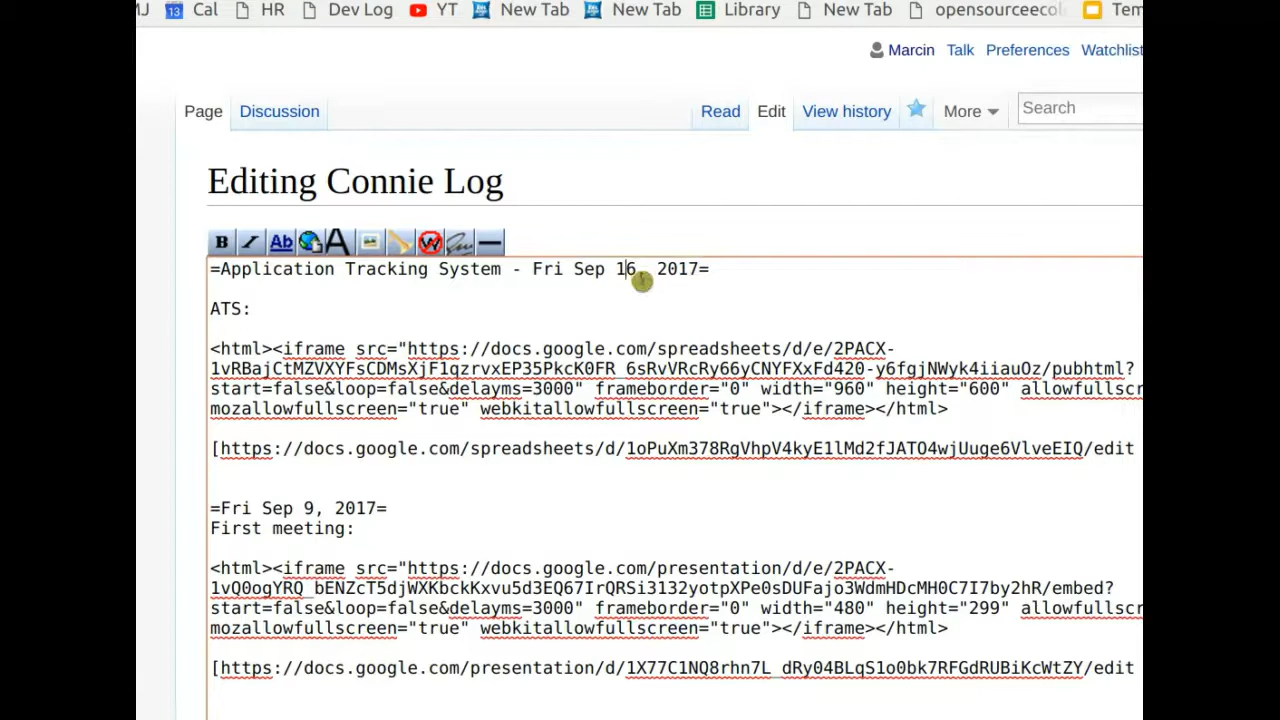 Cal HR Dev Log YT New Tab New Tab Library New Tab opensourceecol
Marcin Talk Preferences Watchlist
Page Discussion Read Edit View history More Search
Editing Connie Log
B I Ab A W
=Application Tracking System - Fri Sep 16, 2017=
ATS:
<html><iframe src="https://docs.google.com/spreadsheets/d/e/2PACX-
1vRBajCtMZVXYFsCDMsXjF1qzrvxEP35PkcK0FR_6sRvVRcRy66yCNYFXxFd420-y6fgjNWyk4iiauOz/pubhtml?
start=false&loop=false&delayms=3000" frameborder="0" width="960" height="600" allowfullscr
mozallowfullscreen="true" webkitallowfullscreen="true"></iframe></html>
[https://docs.google.com/spreadsheets/d/1oPuXm378RgVhpV4kyE1lMd2fJATO4wjUuge6VlveEIQ/edit
=Fri Sep 9, 2017=
First meeting:
<html><iframe src="https://docs.google.com/presentation/d/e/2PACX-
1vQ0ogYRQ_bENZcT5djWXKbckKxvu5d3EQ67IrQRSi3132yotpXPe0sDUFajo3WdmHDcMH0C7I7by2hR/embed?
start=false&loop=false&delayms=3000" frameborder="0" width="480" height="299" allowfullscr
mozallowfullscreen="true" webkitallowfullscreen="true"></iframe></html>
[https://docs.google.com/presentation/d/1X77C1NQ8rhn7L_dRy04BLqS1o0bk7RFGdRUBiKcWtZY/edit